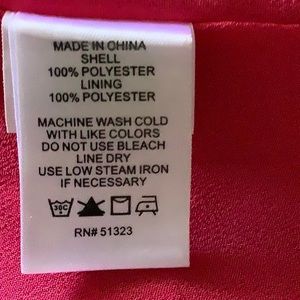 MADE IN CHINA
SHELL
100% POLYESTER
LINING
100% POLYESTER
MACHINE WASH COLD
WITH LIKE COLORS
DO NOT USE BLEACH
LINE DRY
USE LOW STEAM IRON
IF NECESSARY
30C
RN# 51323